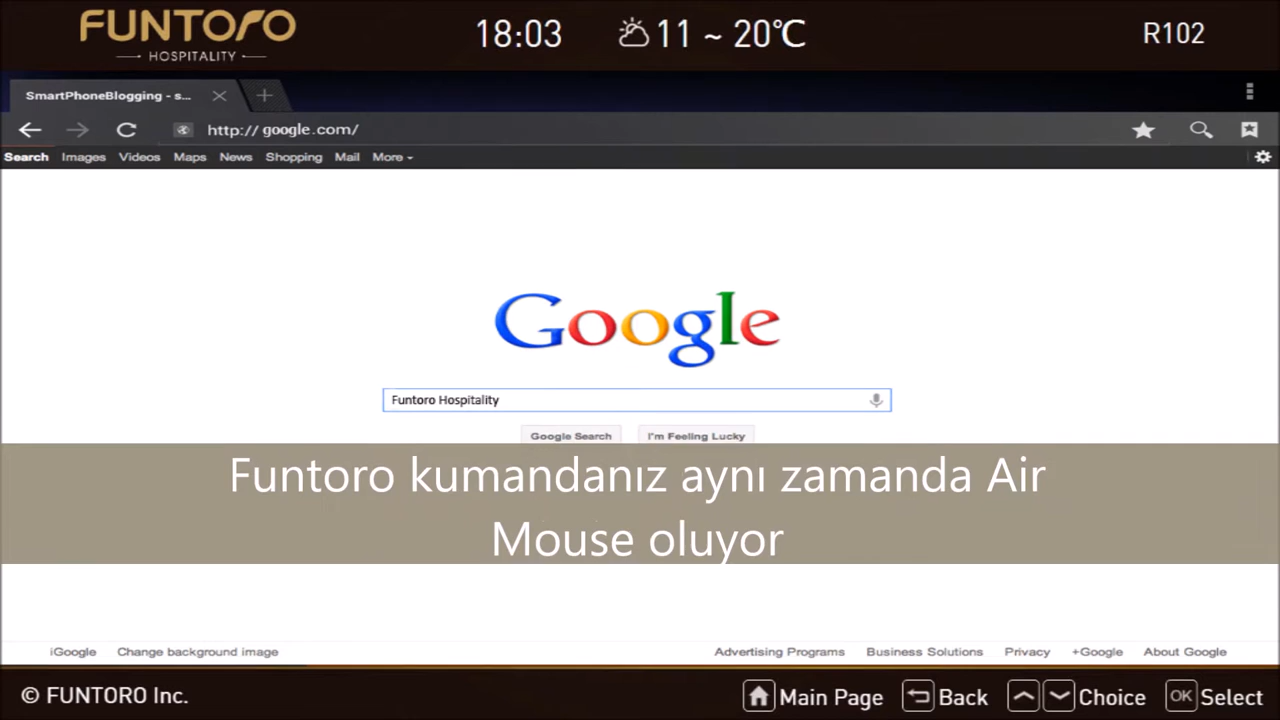 FUNTORO
HOSPITALITY
18:03 11 ~ 20℃ R102
SmartPhoneBlogging - s...
http:// google.com/
Search Images Videos Maps News Shopping Mail More
Google
Funtoro Hospitality
Google Search I'm Feeling Lucky
Funtoro kumandanız aynı zamanda Air
Mouse oluyor
iGoogle Change background image Advertising Programs Business Solutions Privacy +Google About Google
© FUNTORO Inc. Main Page Back Choice OK Select